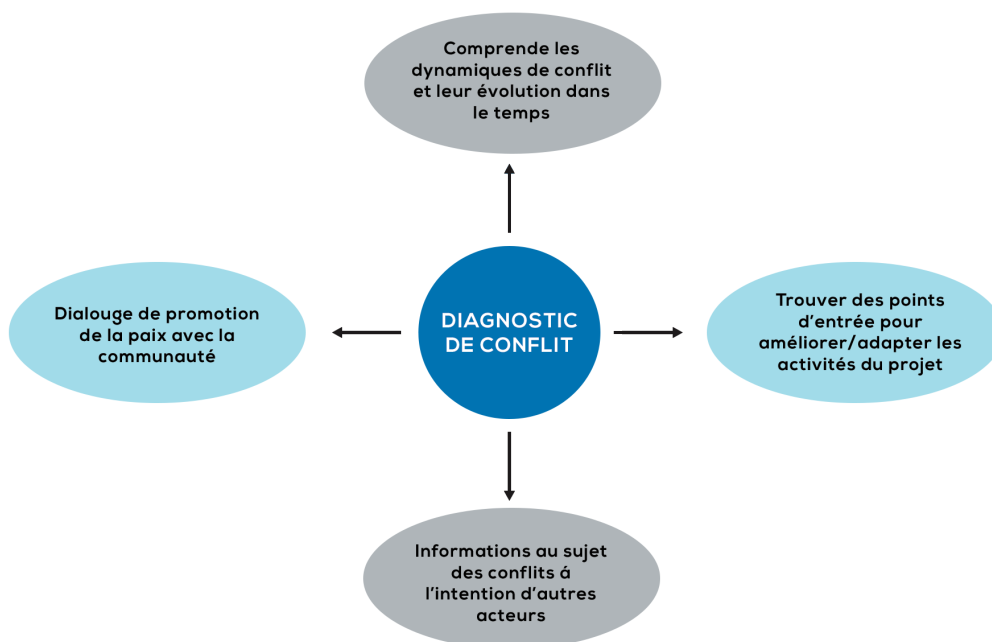 Comprende les
dynamiques de conflit
et leur évolution dans
le temps
Dialouge de promotion
de la paix avec la
communauté
DIAGNOSTIC
DE CONFLIT
Trouver des points
d'entrée pour
améliorer/adapter les
activités du projet
Informations au sujet
des conflits á
l'intention d'autres
acteurs